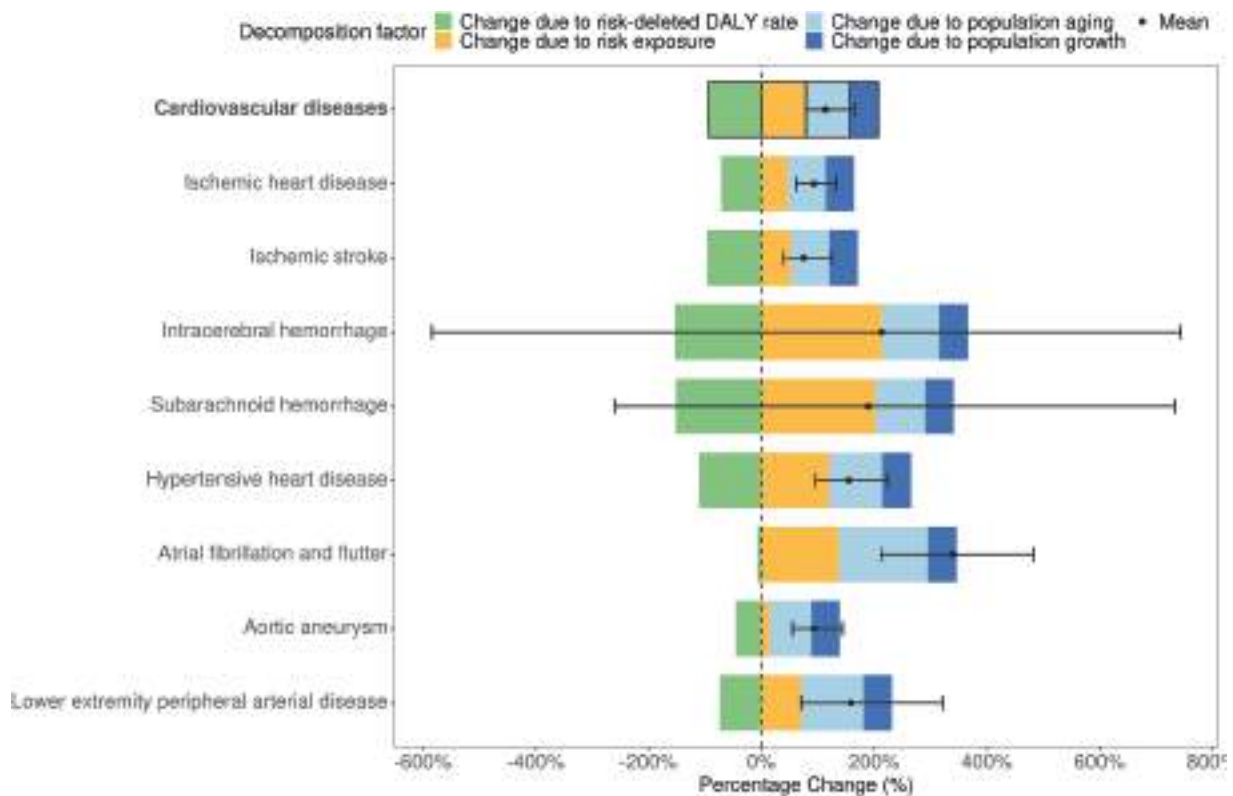 Decomposition factor
Change due to risk-deleted DALY rate
Change due to population aging
Mean
Change due to risk exposure
Change due to population growth
Cardiovascular diseases
Ischemic heart disease
Ischemic stroke
Intracerebral hemorrhage
Subarachnoid hemorrhage
Hypertensive heart disease
Atrial fibrillation and flutter
Aortic aneurysm
Lower extremity peripheral arterial disease
-600% -400% -200% 0% 200% 400% 600% 800%
Percentage Change (%)